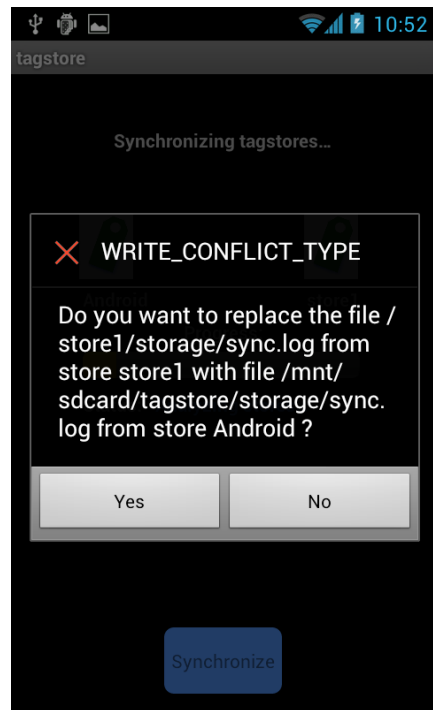 10:52
tagstore
Synchronizing tagstores...
WRITE_CONFLICT_TYPE
Android
Do you want to replace the file /
store1/storage/sync.log from
store store1 with file /mnt/
sdcard/tagstore/storage/sync.
log from store Android ?
Yes
No
Synchronize